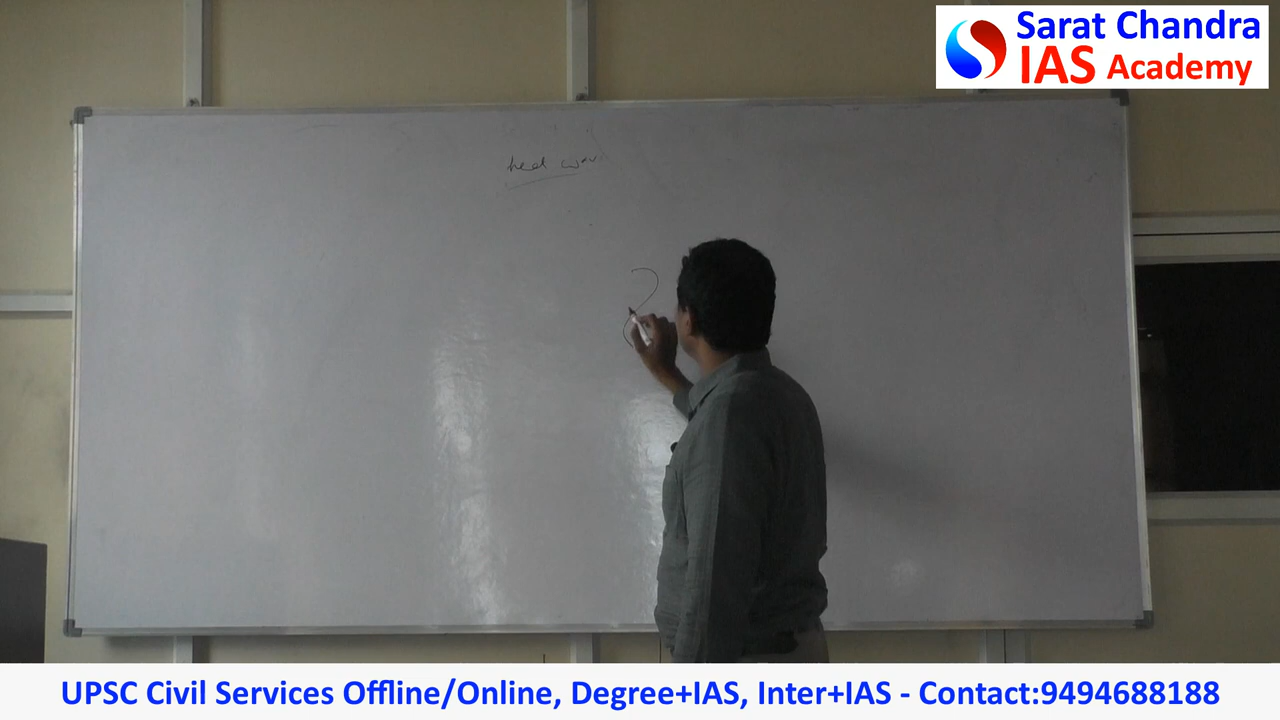 Sarat Chandra
IAS Academy
UPSC Civil Services Offline/Online, Degree+IAS, Inter+IAS - Contact:9494688188